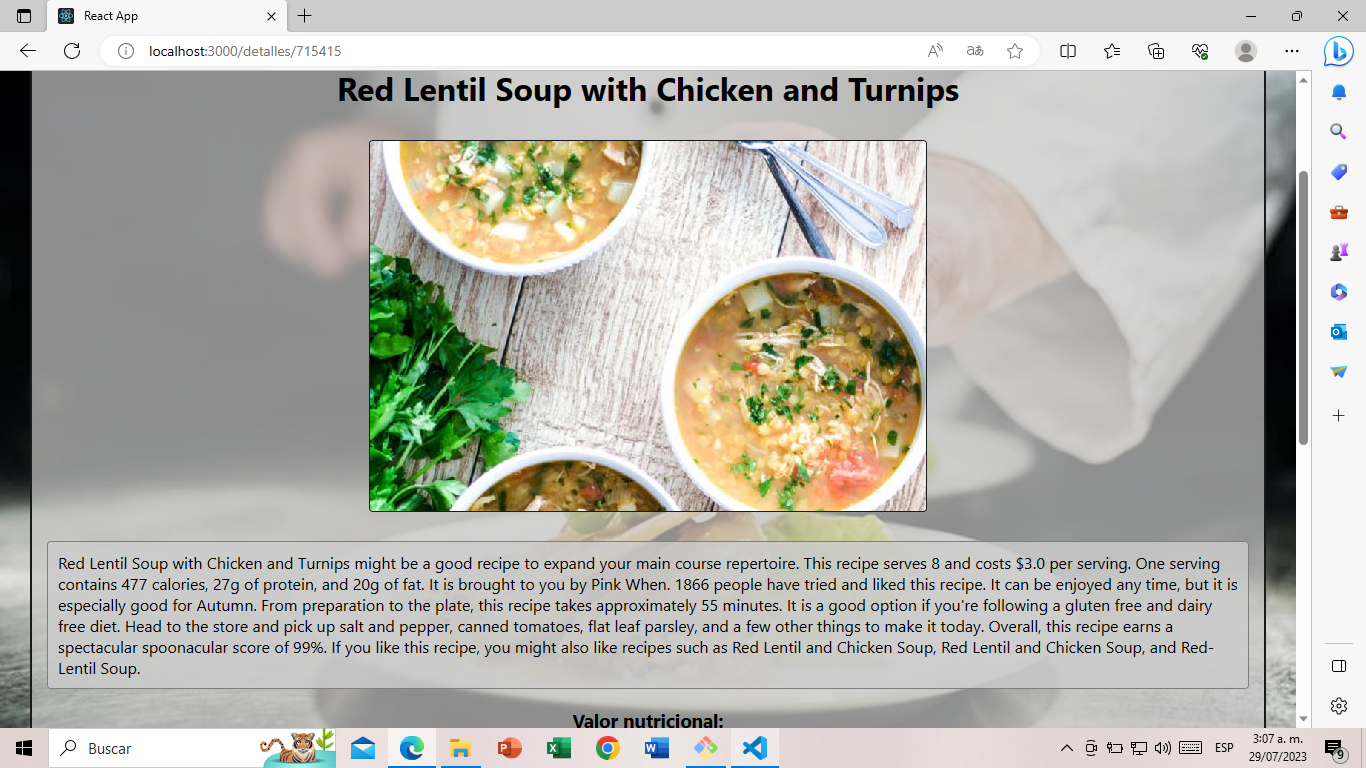 React App
localhost:3000/detalles/715415
Red Lentil Soup with Chicken and Turnips
Red Lentil Soup with Chicken and Turnips might be a good recipe to expand your main course repertoire. This recipe serves 8 and costs $3.0 per serving. One serving
contains 477 calories, 27g of protein, and 20g of fat. It is brought to you by Pink When. 1866 people have tried and liked this recipe. It can be enjoyed any time, but it is
especially good for Autumn. From preparation to the plate, this recipe takes approximately 55 minutes. It is a good option if you're following a gluten free and dairy
free diet. Head to the store and pick up salt and pepper, canned tomatoes, flat leaf parsley, and a few other things to make it today. Overall, this recipe earns a
spectacular spoonacular score of 99%. If you like this recipe, you might also like recipes such as Red Lentil and Chicken Soup, Red Lentil and Chicken Soup, and Red-
Lentil Soup.
Valor nutricional:
Buscar
ESP
3:07 a. m.
29/07/2023
9